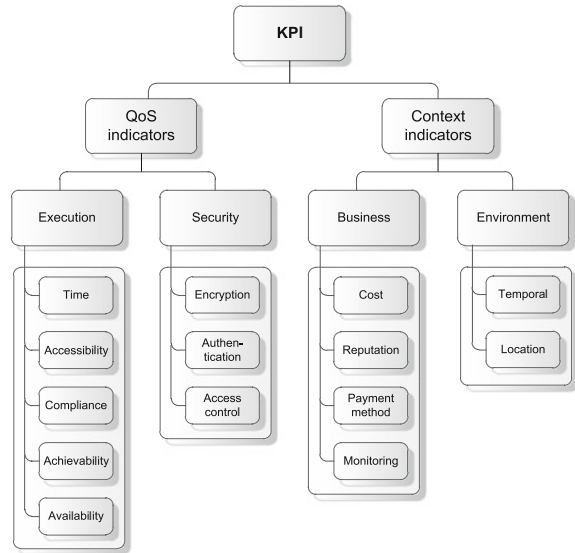 KPI
QoS
indicators
Context
indicators
Execution
Security
Business
Environment
Time
Accessibility
Compliance
Achievability
Availability
Encryption
Authen-
tication
Access
control
Cost
Reputation
Payment
method
Monitoring
Temporal
Location